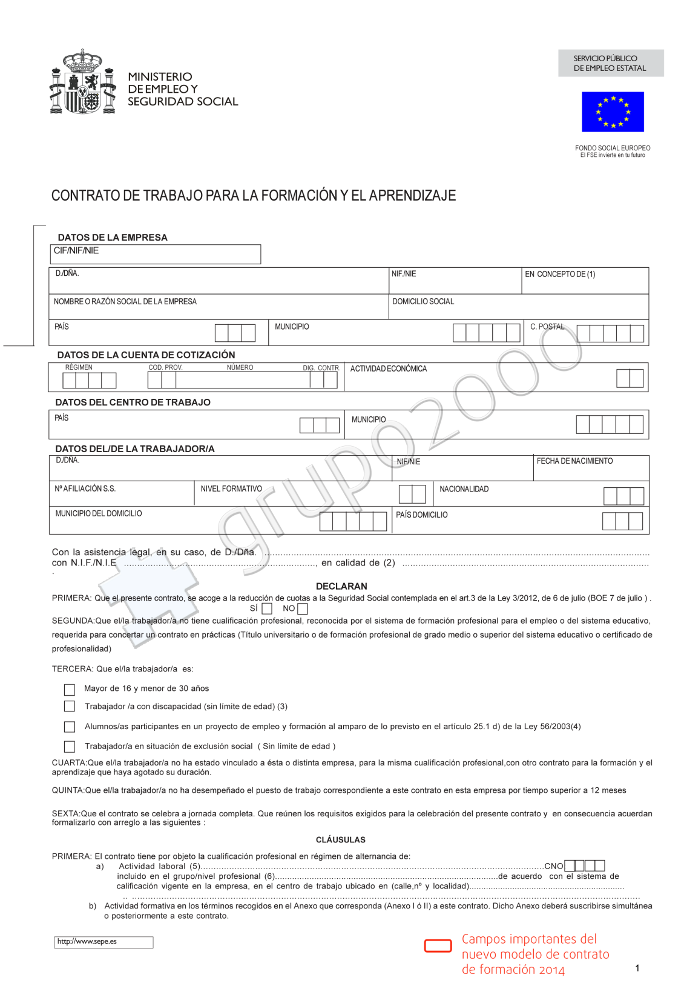 MINISTERIO
DE EMPLEO Y
SEGURIDAD SOCIAL
SERVICIO PÚBLICO
DE EMPLEO ESTATAL
FONDO SOCIAL EUROPEO
El FSE invierte en tu futuro
CONTRATO DE TRABAJO PARA LA FORMACIÓN Y EL APRENDIZAJE
DATOS DE LA EMPRESA
CIF/NIF/NIE
D./DÑA. NIF./NIE EN CONCEPTO DE (1)
NOMBRE O RAZÓN SOCIAL DE LA EMPRESA DOMICILIO SOCIAL
PAÍS MUNICIPIO C. POSTAL
DATOS DE LA CUENTA DE COTIZACIÓN
RÉGIMEN COD. PROV. NÚMERO DIG. CONTR. ACTIVIDAD ECONÓMICA
DATOS DEL CENTRO DE TRABAJO
PAÍS MUNICIPIO
DATOS DEL/DE LA TRABAJADOR/A
D./DÑA. NIF/NIE FECHA DE NACIMIENTO
Nº AFILIACIÓN S.S. NIVEL FORMATIVO NACIONALIDAD
MUNICIPIO DEL DOMICILIO PAÍS DOMICILIO
grupo2000
Con la asistencia legal, en su caso, de D./Dña. ........................................................................
con N.I.F./N.I.E ........................................................................, en calidad de (2) ........................................................................
.
DECLARAN
PRIMERA: Que el presente contrato, se acoge a la reducción de cuotas a la Seguridad Social contemplada en el art.3 de la Ley 3/2012, de 6 de julio (BOE 7 de julio ) .
SÍ NO
SEGUNDA:Que el/la trabajador/a no tiene cualificación profesional, reconocida por el sistema de formación profesional para el empleo o del sistema educativo,
requerida para concertar un contrato en prácticas (Título universitario o de formación profesional de grado medio o superior del sistema educativo o certificado de
profesionalidad)
TERCERA: Que el/la trabajador/a es:
Mayor de 16 y menor de 30 años
Trabajador /a con discapacidad (sin límite de edad) (3)
Alumnos/as participantes en un proyecto de empleo y formación al amparo de lo previsto en el artículo 25.1 d) de la Ley 56/2003(4)
Trabajador/a en situación de exclusión social ( Sin límite de edad )
CUARTA:Que el/la trabajador/a no ha estado vinculado a ésta o distinta empresa, para la misma cualificación profesional,con otro contrato para la formación y el
aprendizaje que haya agotado su duración.
QUINTA:Que el/la trabajador/a no ha desempeñado el puesto de trabajo correspondiente a este contrato en esta empresa por tiempo superior a 12 meses
SEXTA:Que el contrato se celebra a jornada completa. Que reúnen los requisitos exigidos para la celebración del presente contrato y en consecuencia acuerdan
formalizarlo con arreglo a las siguientes :
CLÁUSULAS
PRIMERA: El contrato tiene por objeto la cualificación profesional en régimen de alternancia de:
a) Actividad laboral (5)........................................................................CNO
incluido en el grupo/nivel profesional (6)........................................................................de acuerdo con el sistema de
calificación vigente en la empresa, en el centro de trabajo ubicado en (calle,nº y localidad)..............................................................
.. ........................................................................
b) Actividad formativa en los términos recogidos en el Anexo que corresponda (Anexo I ó II) a este contrato. Dicho Anexo deberá suscribirse simultánea
o posteriormente a este contrato.
http://www.sepe.es
Campos importantes del
nuevo modelo de contrato
de formación 2014
1